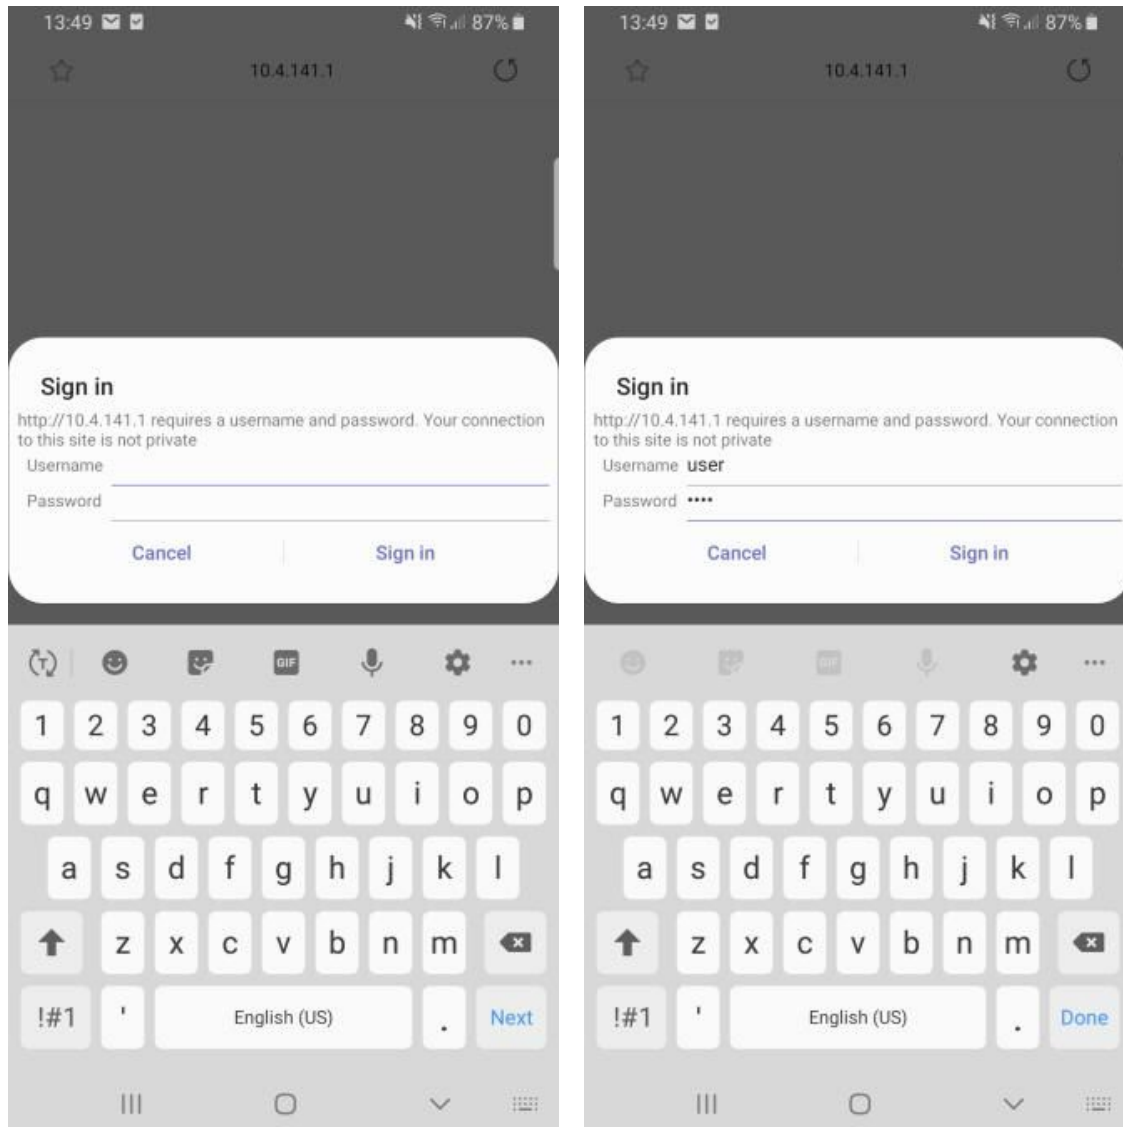 13:49 87%
10.4.141.1
Sign in
http://10.4.141.1 requires a username and password. Your connection
to this site is not private
Username
Password
Cancel Sign in
GIF
1 2 3 4 5 6 7 8 9 0
q w e r t y u i o p
a s d f g h j k l
z x c v b n m
!#1 ' English (US) . Next
13:49 87%
10.4.141.1
Sign in
http://10.4.141.1 requires a username and password. Your connection
to this site is not private
Username user
Password ••••
Cancel Sign in
GIF
1 2 3 4 5 6 7 8 9 0
q w e r t y u i o p
a s d f g h j k l
z x c v b n m
!#1 ' English (US) . Done